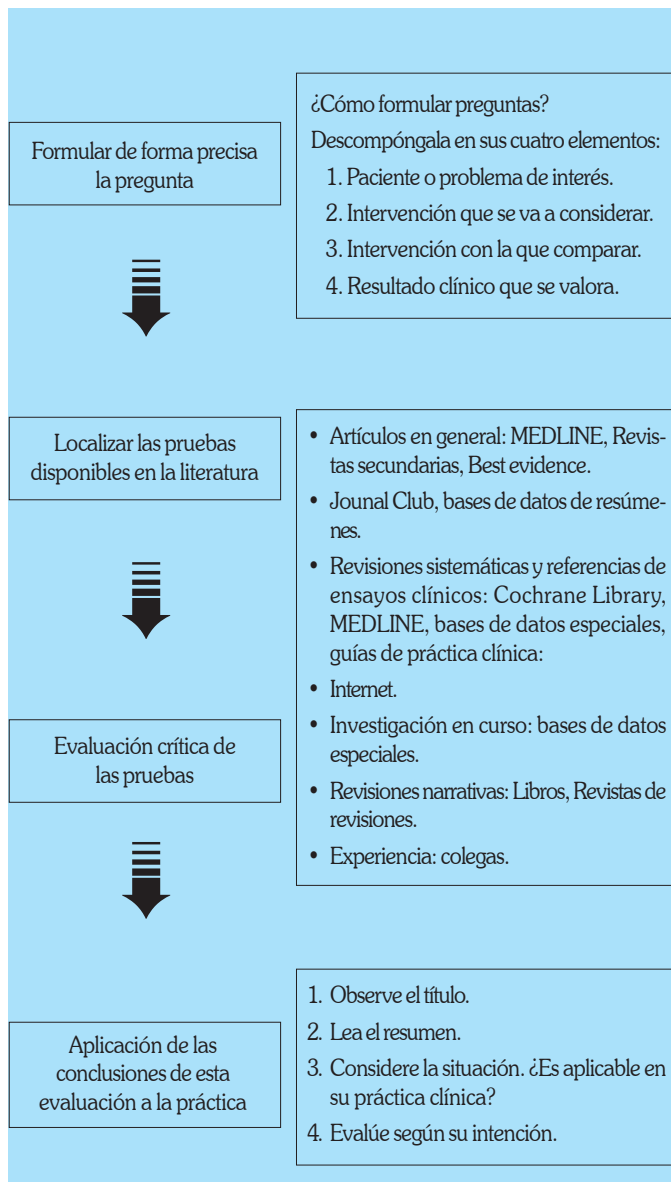 Formular de forma precisa
la pregunta
¿Cómo formular preguntas?
Descompóngala en sus cuatro elementos:
1. Paciente o problema de interés.
2. Intervención que se va a considerar.
3. Intervención con la que comparar.
4. Resultado clínico que se valora.
Localizar las pruebas
disponibles en la literatura
• Artículos en general: MEDLINE, Revis-
tas secundarias, Best evidence.
• Jounal Club, bases de datos de resúme-
nes.
• Revisiones sistemáticas y referencias de
ensayos clínicos: Cochrane Library,
MEDLINE, bases de datos especiales,
guías de práctica clínica:
• Internet.
• Investigación en curso: bases de datos
especiales.
• Revisiones narrativas: Libros, Revistas de
revisiones.
• Experiencia: colegas.
Evaluación crítica de
las pruebas
Aplicación de las
conclusiones de esta
evaluación a la práctica
1. Observe el título.
2. Lea el resumen.
3. Considere la situación. ¿Es aplicable en
su práctica clínica?
4. Evalúe según su intención.